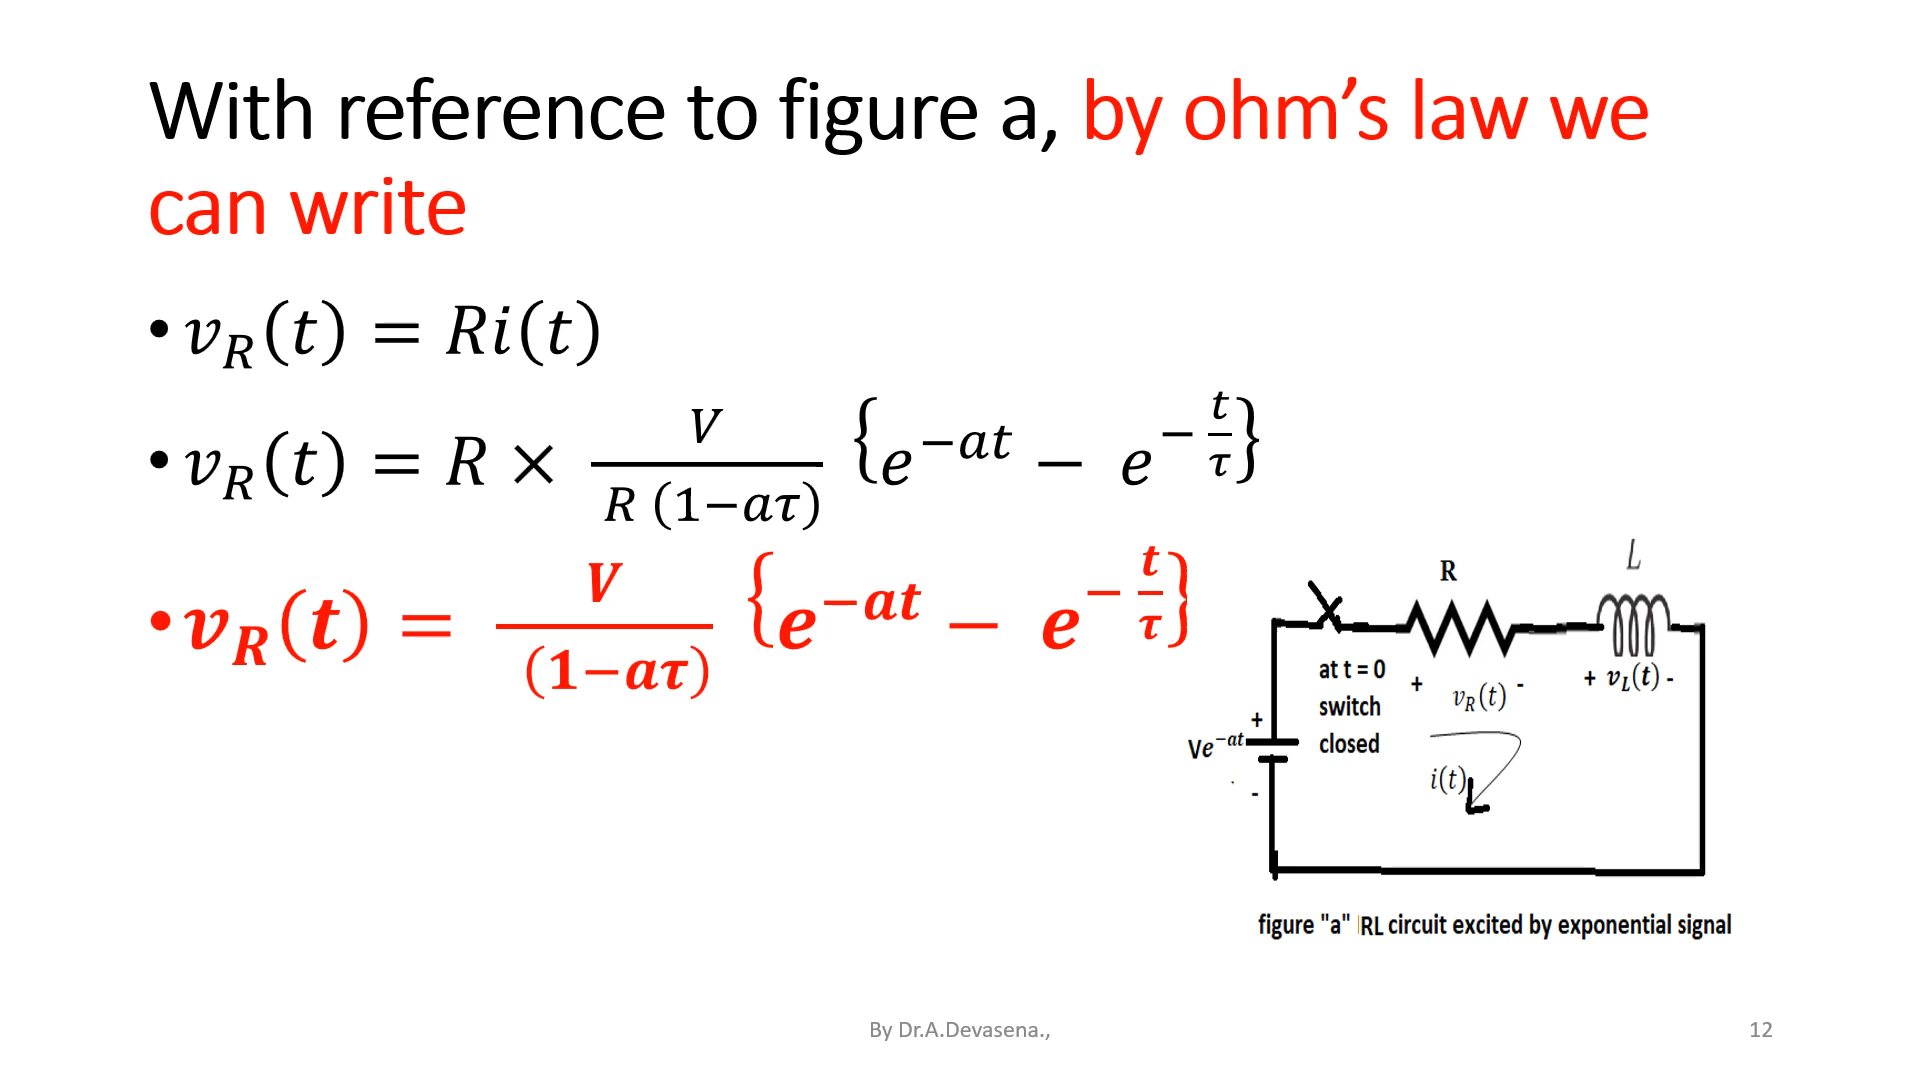 With reference to figure a, by ohm’s law we
can write
• v_R(t) = Ri(t)
• v_R(t) = R × V / R (1−aτ) {e^−at − e^−t/τ}
• v_R(t) = V / (1−aτ) {e^−at − e^−t/τ}
L
R
at t = 0
switch
closed
+ v_R(t) -
+ v_L(t) -
+
Ve^−at
-
i(t)
figure "a" RL circuit excited by exponential signal
By Dr.A.Devasena.,
12